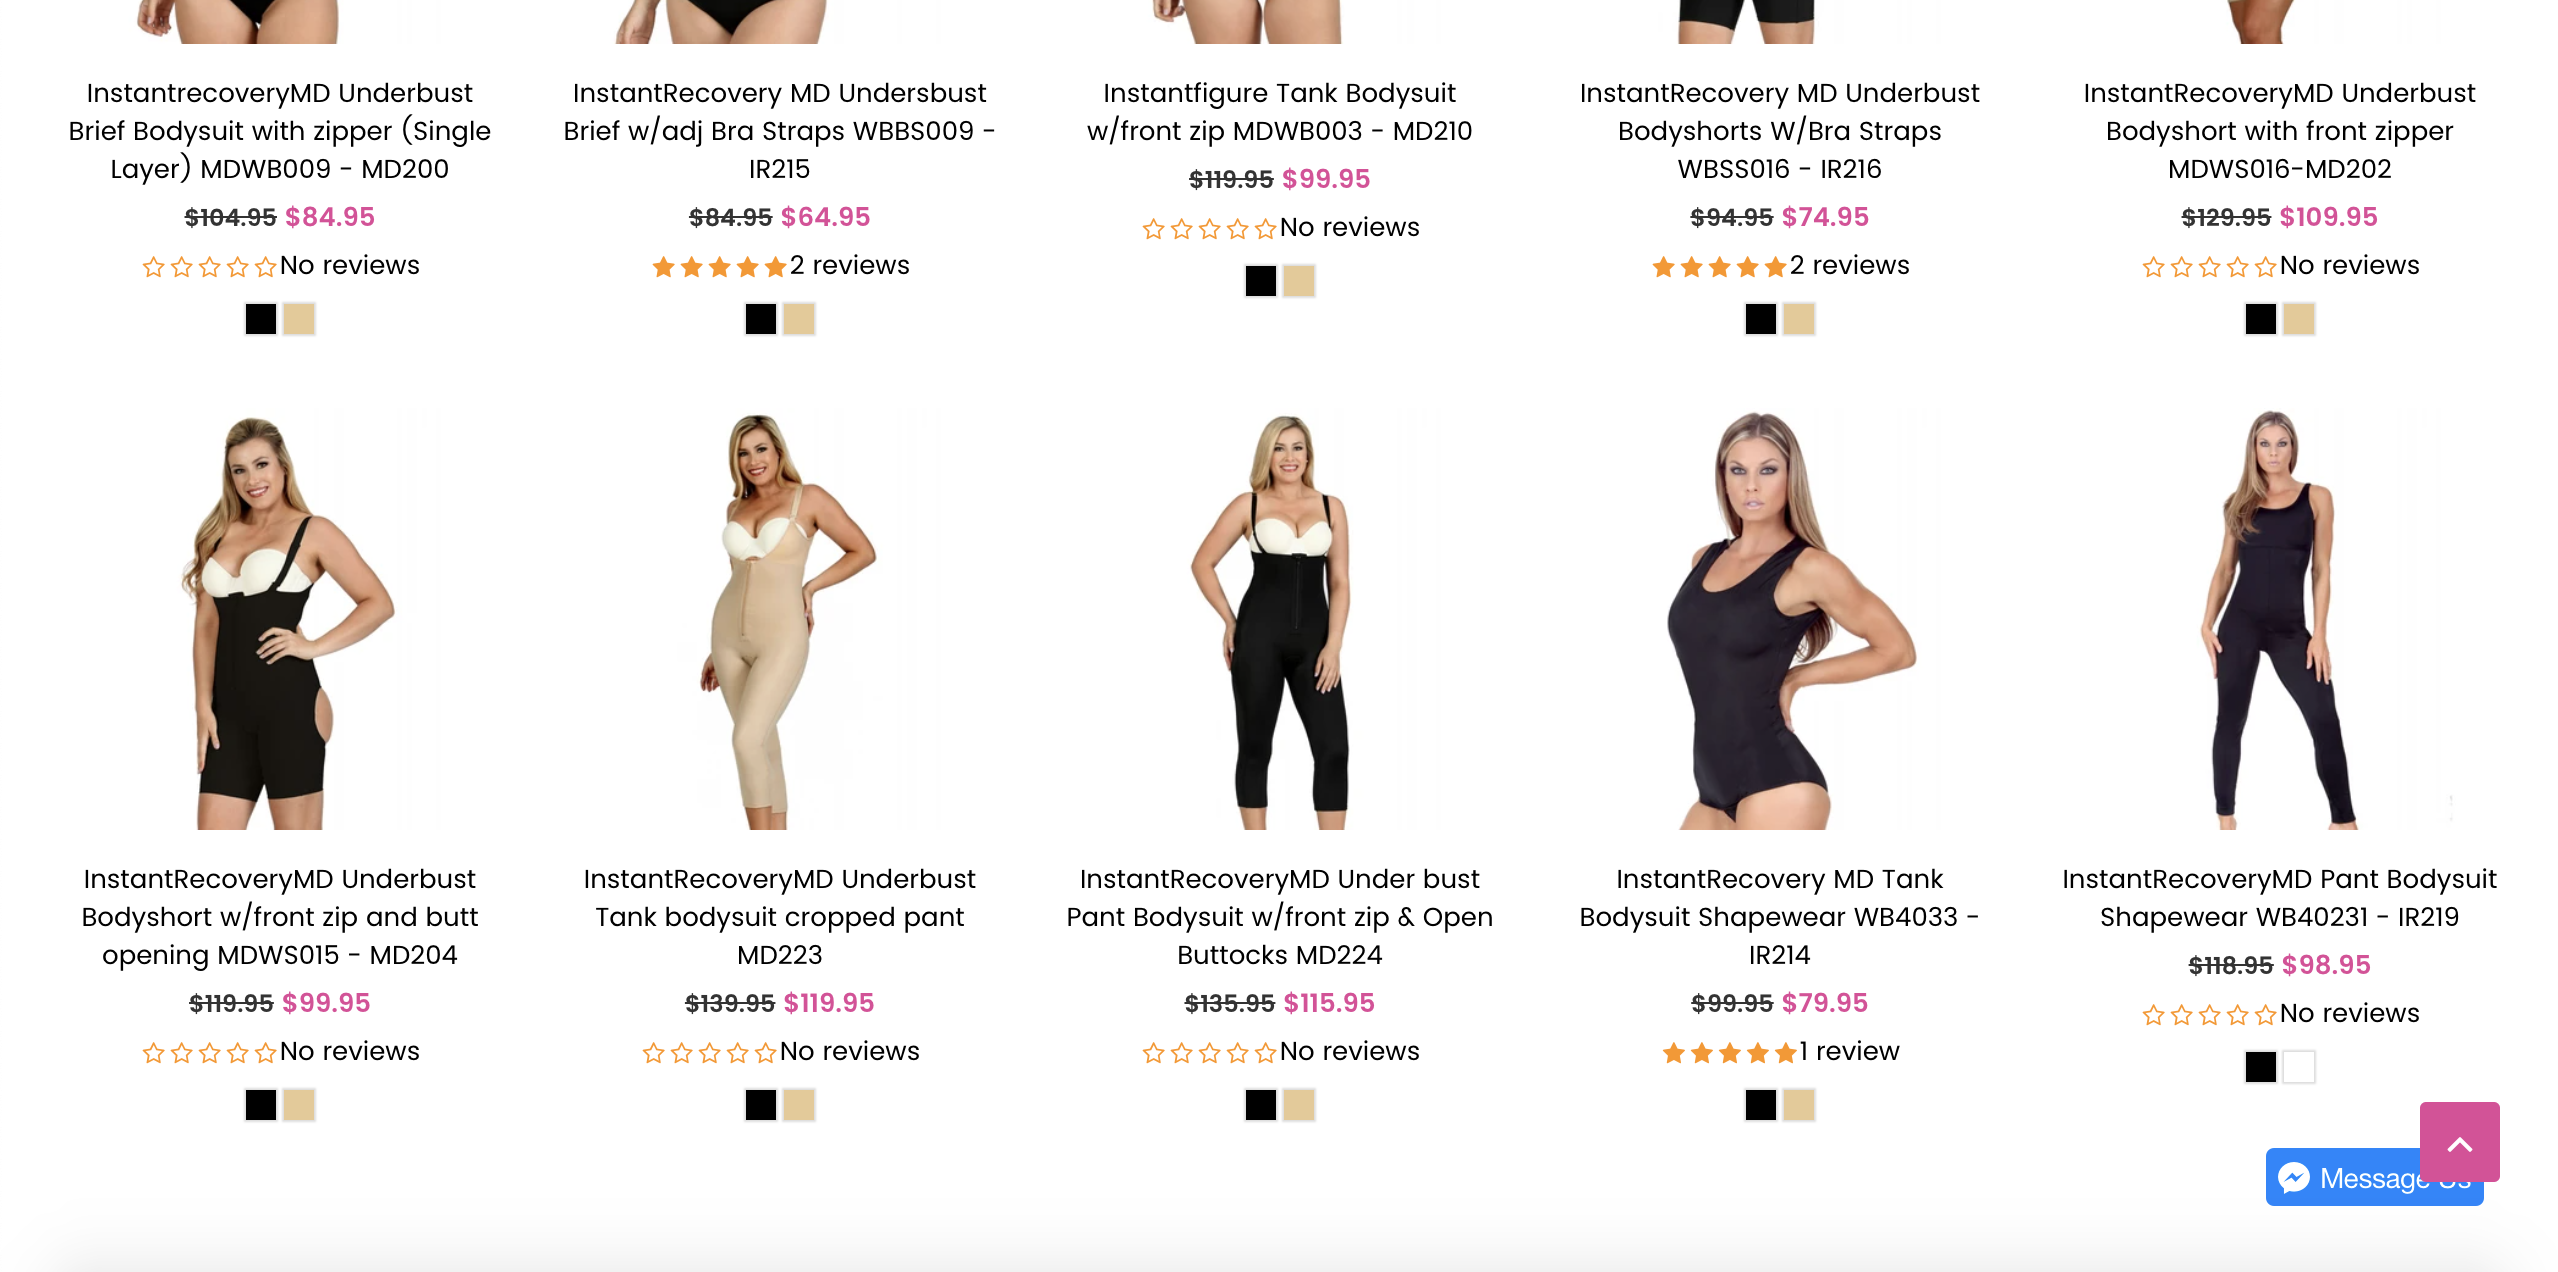 InstantrecoveryMD Underbust
Brief Bodysuit with zipper (Single
Layer) MDWB009 - MD200
$104.95 $84.95
No reviews
InstantRecovery MD Undersbust
Brief w/adj Bra Straps WBBS009 -
IR215
$84.95 $64.95
2 reviews
Instantfigure Tank Bodysuit
w/front zip MDWB003 - MD210
$119.95 $99.95
No reviews
InstantRecovery MD Underbust
Bodyshorts W/Bra Straps
WBSS016 - IR216
$94.95 $74.95
2 reviews
InstantRecoveryMD Underbust
Bodyshort with front zipper
MDWS016-MD202
$129.95 $109.95
No reviews
InstantRecoveryMD Underbust
Bodyshort w/front zip and butt
opening MDWS015 - MD204
$119.95 $99.95
No reviews
InstantRecoveryMD Underbust
Tank bodysuit cropped pant
MD223
$139.95 $119.95
No reviews
InstantRecoveryMD Under bust
Pant Bodysuit w/front zip & Open
Buttocks MD224
$135.95 $115.95
No reviews
InstantRecovery MD Tank
Bodysuit Shapewear WB4033 -
IR214
$99.95 $79.95
1 review
InstantRecoveryMD Pant Bodysuit
Shapewear WB40231 - IR219
$118.95 $98.95
No reviews
Message Us